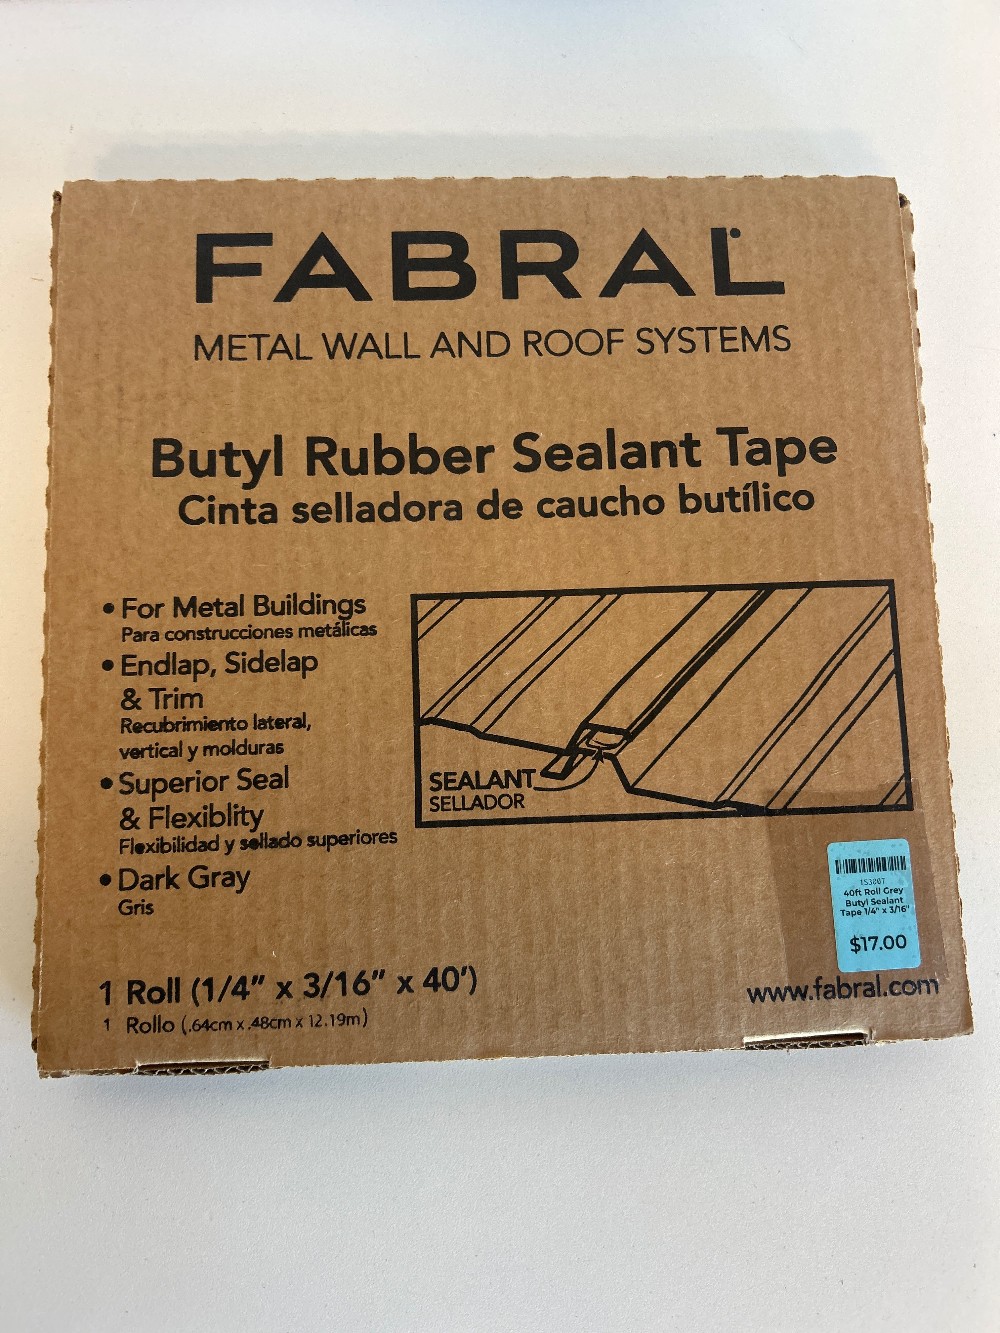 FABRAL®
METAL WALL AND ROOF SYSTEMS
Butyl Rubber Sealant Tape
Cinta selladora de caucho butílico
• For Metal Buildings
Para construcciones metálicas
• Endlap, Sidelap
& Trim
Recubrimiento lateral,
vertical y molduras
• Superior Seal
& Flexiblity
Flexibilidad y sellado superiores
• Dark Gray
Gris
SEALANT
SELLADOR
1 Roll (1/4" x 3/16" x 40')
1 Rollo (.64cm x .48cm x 12.19m)
153007
40ft Roll Grey
Butyl Sealant
Tape 1/4" x 3/16"
$17.00
www.fabral.com